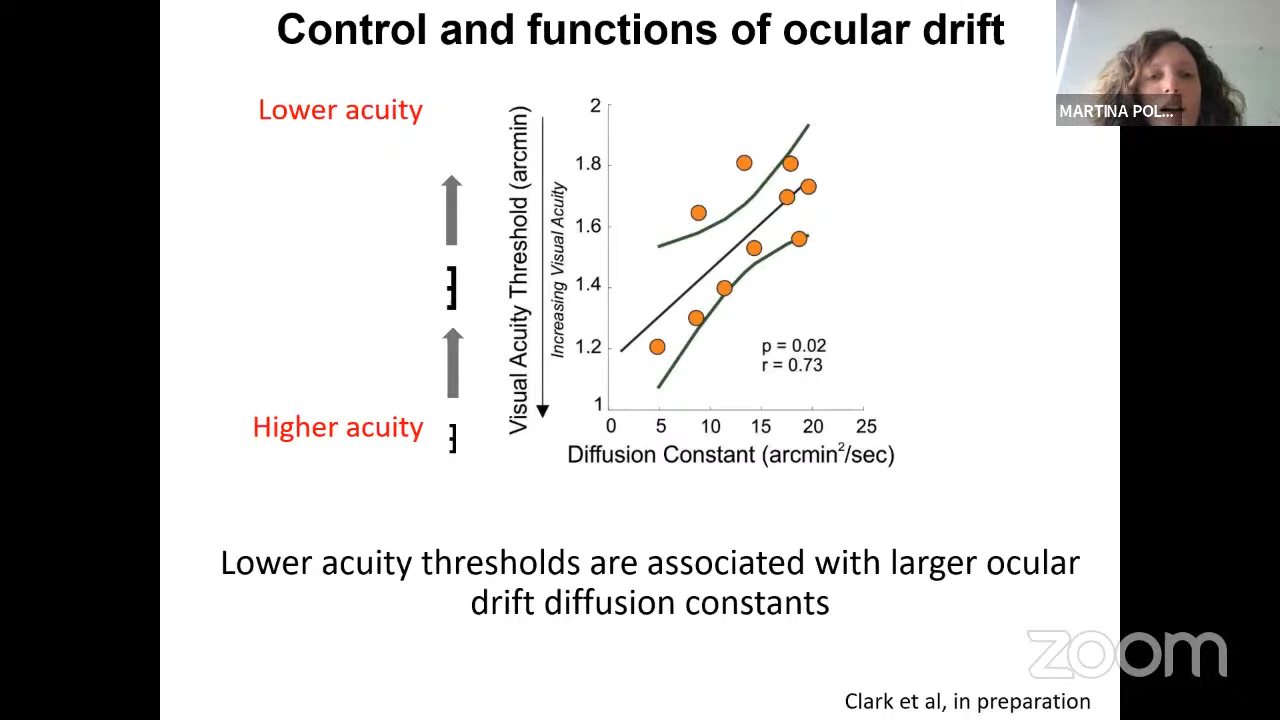 Control and functions of ocular drift
MARTINA POL...
Lower acuity
Higher acuity
Visual Acuity Threshold (arcmin)
Increasing Visual Acuity
2
1.8
1.6
1.4
1.2
1
p = 0.02
r = 0.73
0 5 10 15 20 25
Diffusion Constant (arcmin²/sec)
Lower acuity thresholds are associated with larger ocular
drift diffusion constants
zoom
Clark et al, in preparation